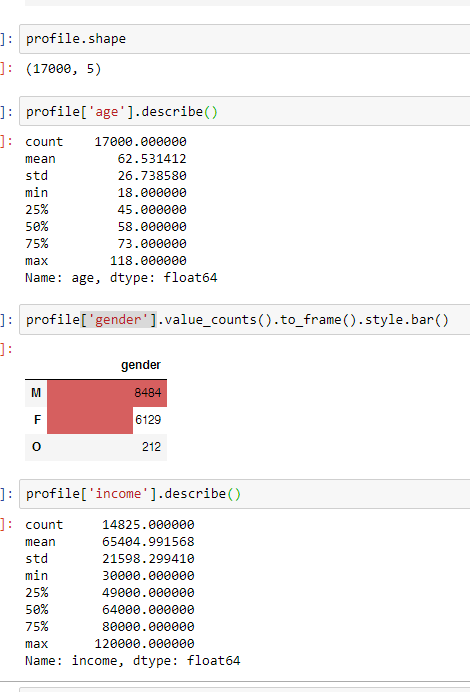 ]: profile.shape
]: (17000, 5)
]: profile['age'].describe()
]: count 17000.000000
mean 62.531412
std 26.738580
min 18.000000
25% 45.000000
50% 58.000000
75% 73.000000
max 118.000000
Name: age, dtype: float64
]: profile['gender'].value_counts().to_frame().style.bar()
]:
gender
M 8484
F 6129
O 212
]: profile['income'].describe()
]: count 14825.000000
mean 65404.991568
std 21598.299410
min 30000.000000
25% 49000.000000
50% 64000.000000
75% 80000.000000
max 120000.000000
Name: income, dtype: float64